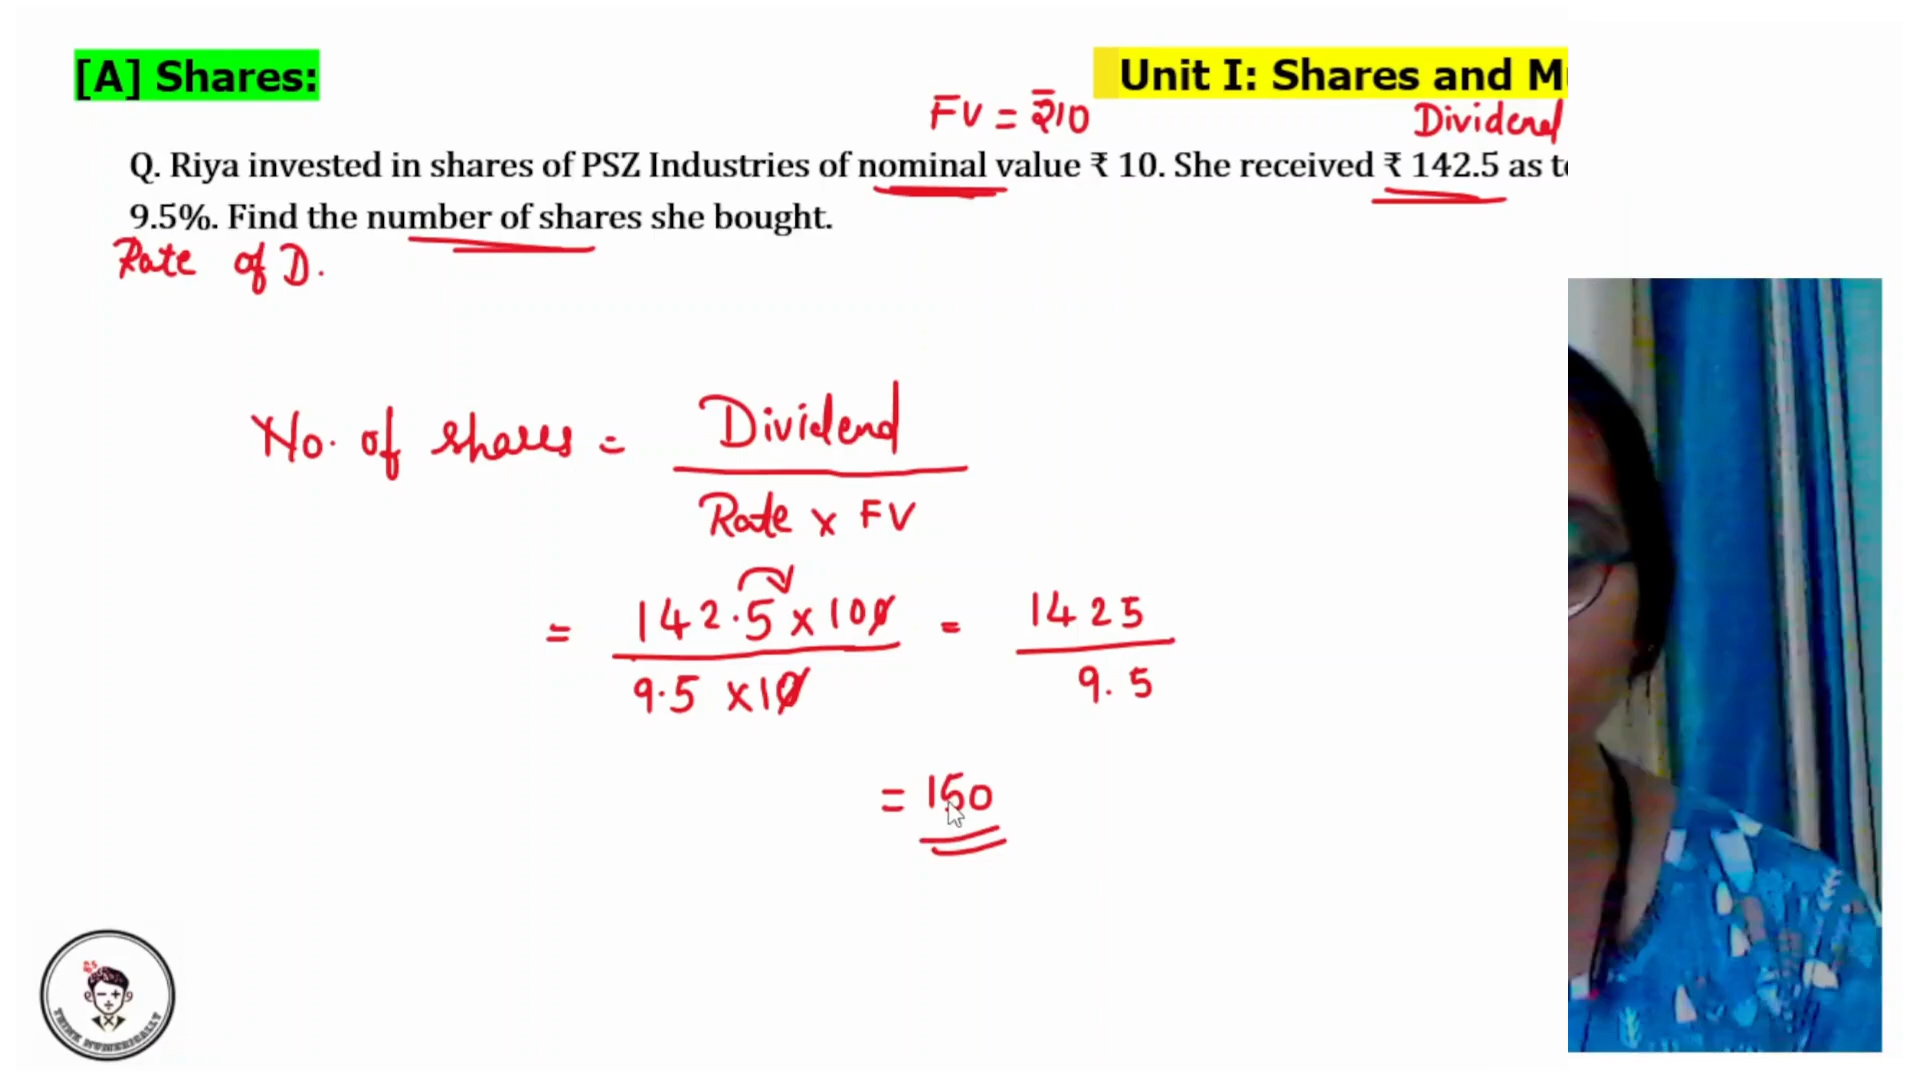 [A] Shares:
Unit I: Shares and M
FV = ₹10
Dividend
Q. Riya invested in shares of PSZ Industries of nominal value ₹ 10. She received ₹ 142.5 as
9.5%. Find the number of shares she bought.
Rate of D.
No. of shares = Dividend
Rate x FV
= 142.5 x 100 = 1425
9.5 x 10 9.5
= 150
THINK NUMERICALLY